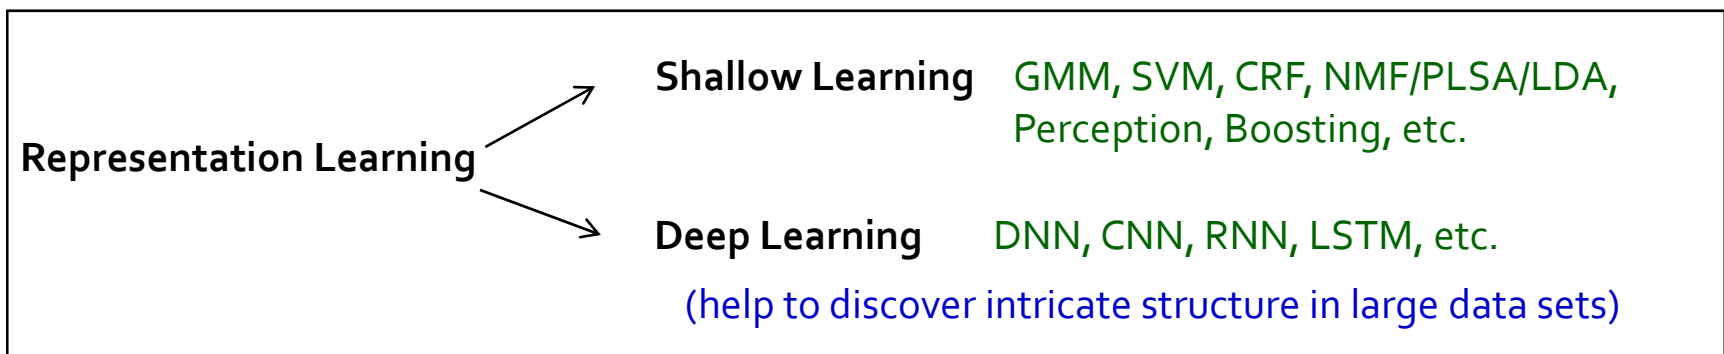 Shallow Learning GMM, SVM, CRF, NMF/PLSA/LDA,
Perception, Boosting, etc.
Representation Learning
Deep Learning DNN, CNN, RNN, LSTM, etc.
(help to discover intricate structure in large data sets)